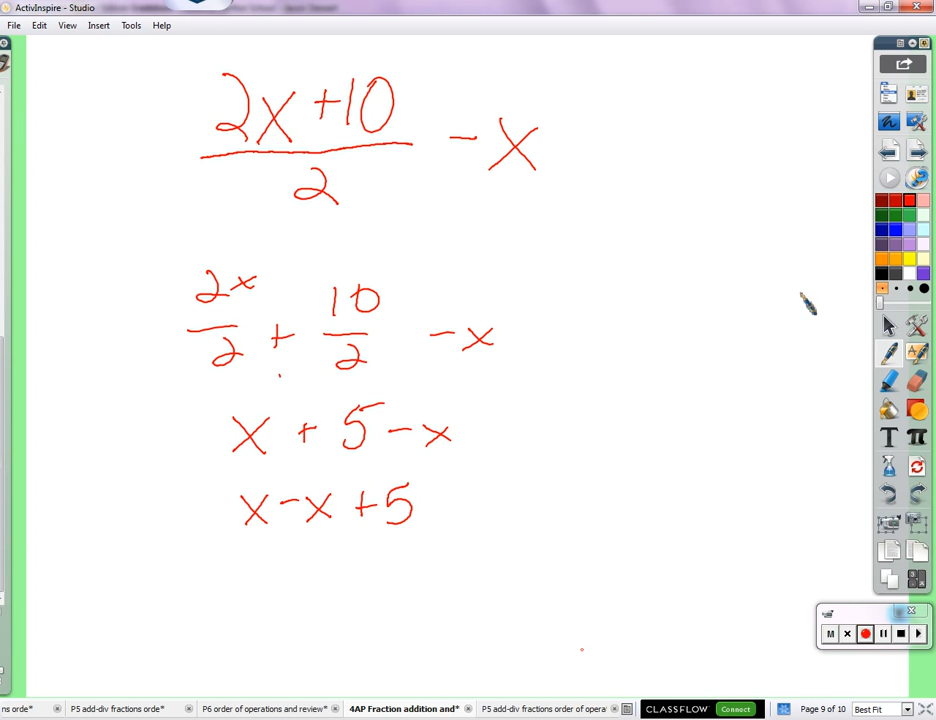 ActivInspire - Studio
File Edit View Insert Tools Help
2x+10
2
-x
2x/2 + 10/2 -x
x + 5 -x
x -x +5
M
ns orde* P5 add-div fractions orde* P6 order of operations and review* 4AP Fraction addition and* P5 add-div fractions order of operat CLASSFLOW Connect Page 9 of 10 Best Fit